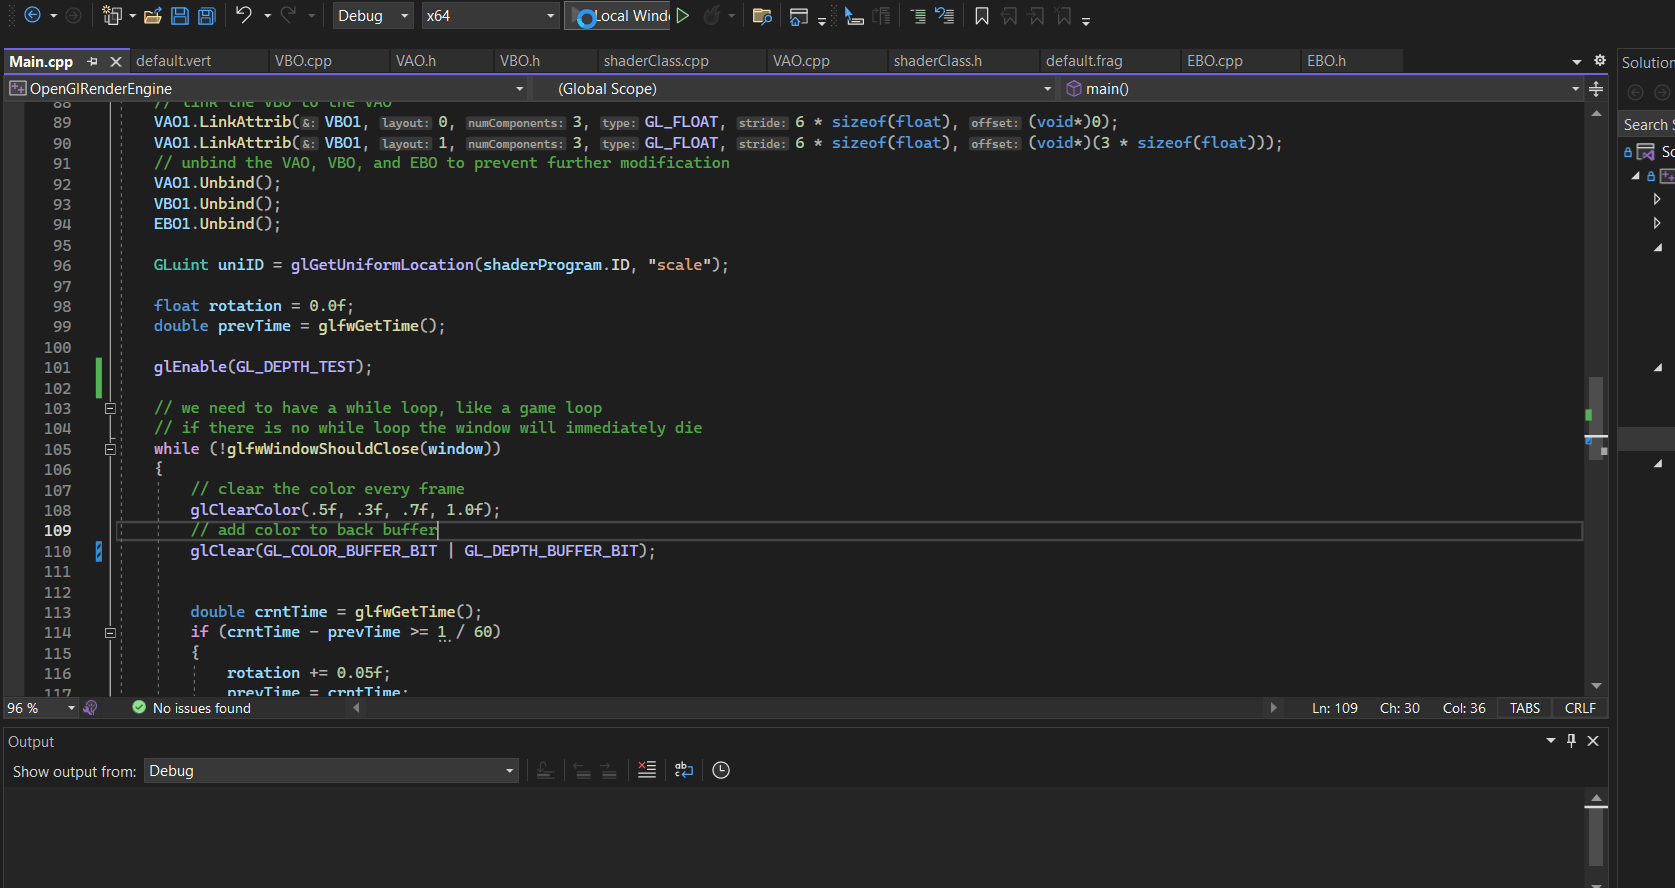 Debug
x64
Local Wind
Main.cpp
default.vert
VBO.cpp
VAO.h
VBO.h
shaderClass.cpp
VAO.cpp
shaderClass.h
default.frag
EBO.cpp
EBO.h
Solution
OpenGlRenderEngine
(Global Scope)
main()
Search S
88 // link the VBO to the VAO
89 VAO1.LinkAttrib(&: VBO1, layout: 0, numComponents: 3, type: GL_FLOAT, stride: 6 * sizeof(float), offset: (void*)0);
90 VAO1.LinkAttrib(&: VBO1, layout: 1, numComponents: 3, type: GL_FLOAT, stride: 6 * sizeof(float), offset: (void*)(3 * sizeof(float)));
91 // unbind the VAO, VBO, and EBO to prevent further modification
92 VAO1.Unbind();
93 VBO1.Unbind();
94 EBO1.Unbind();
95
96 GLuint uniID = glGetUniformLocation(shaderProgram.ID, "scale");
97
98 float rotation = 0.0f;
99 double prevTime = glfwGetTime();
100
101 glEnable(GL_DEPTH_TEST);
102
103 // we need to have a while loop, like a game loop
104 // if there is no while loop the window will immediately die
105 while (!glfwWindowShouldClose(window))
106 {
107 // clear the color every frame
108 glClearColor(.5f, .3f, .7f, 1.0f);
109 // add color to back buffer
110 glClear(GL_COLOR_BUFFER_BIT | GL_DEPTH_BUFFER_BIT);
111
112
113 double crntTime = glfwGetTime();
114 if (crntTime - prevTime >= 1 / 60)
115 {
116 rotation += 0.05f;
117 prevTime = crntTime;
So
96 %
No issues found
Ln: 109
Ch: 30
Col: 36
TABS
CRLF
Output
Show output from:
Debug